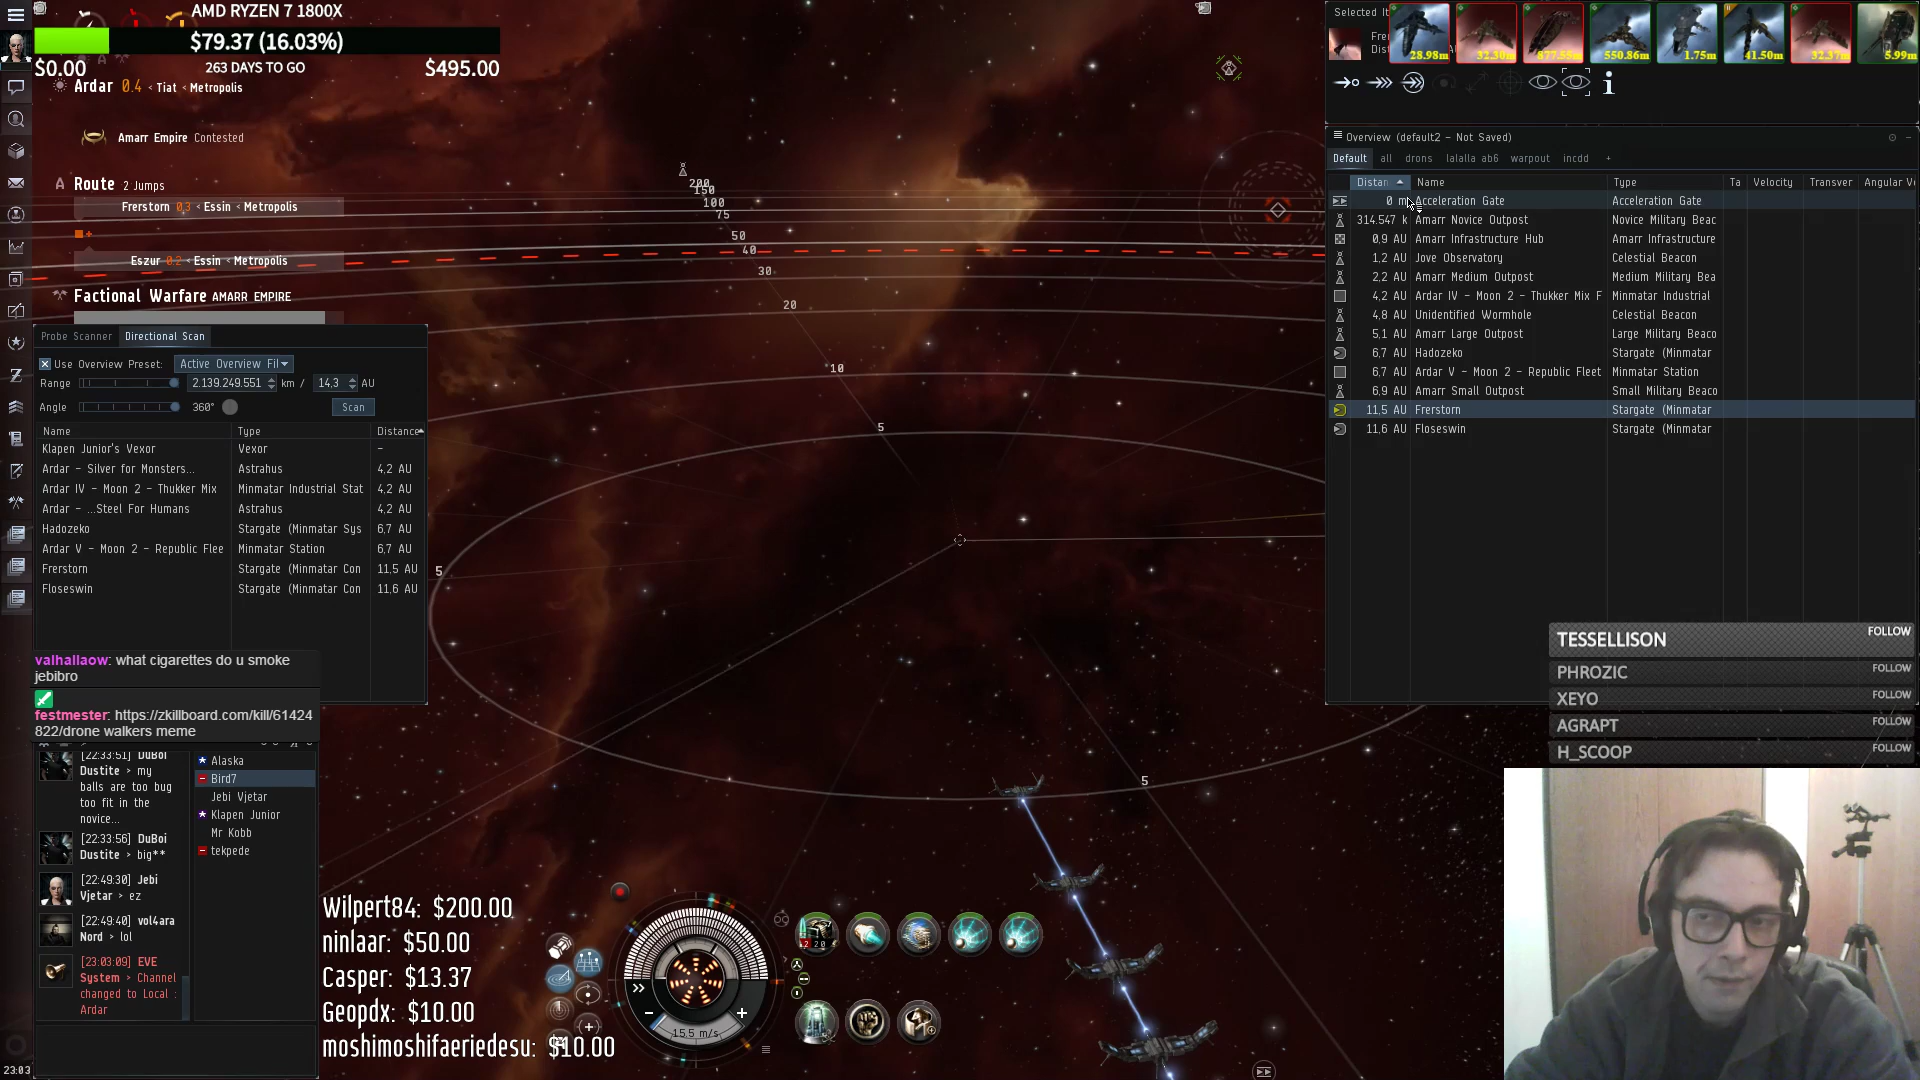 AMD RYZEN 7 1800X
$79.37 (16.03%)
$0.00
263 DAYS TO GO
$495.00
Ardar 0.4 < Tiat < Metropolis
Amarr Empire Contested
Route 2 Jumps
Frerstorn 0.3 < Essin < Metropolis
Eszur 0.2 < Essin < Metropolis
Factional Warfare AMARR EMPIRE
Probe Scanner
Directional Scan
Use Overview Preset:
Active Overview Fil
Range
2.139.249.551
km /
14,3
AU
Angle
360°
Scan
Name Type Distance
Klapen Junior's Vexor Vexor -
Ardar - Silver for Monsters... Astrahus 4,2 AU
Ardar IV - Moon 2 - Thukker Mix Minmatar Industrial Stat 4,2 AU
Ardar - ...Steel For Humans Astrahus 4,2 AU
Hadozeko Stargate (Minmatar Sys 6,7 AU
Ardar V - Moon 2 - Republic Flee Minmatar Station 6,7 AU
Frerstorn Stargate (Minmatar Con 11,5 AU
Floseswin Stargate (Minmatar Con 11,6 AU
valhallaow: what cigarettes do u smoke
jebibro
festmester: https://zkillboard.com/kill/61424
822/drone walkers meme
[22:33:51] DuBoi
Dustite > my
balls are too bug
too fit in the
novice...
[22:33:56] DuBoi
Dustite > big**
[22:49:30] Jebi
Vjetar > ez
[22:49:40] vol4ara
Nord > lol
[23:03:09] EVE
System > Channel
changed to Local :
Ardar
Alaska
Bird7
Jebi Vjetar
Klapen Junior
Mr Kobb
tekpede
23:03
Wilpert84: $200.00
ninlaar: $50.00
Casper: $13.37
Geopdx: $10.00
moshimoshifaeriedesu: $10.00
200
150
100
75
50
40
30
20
10
5
5
5
15.5 m/s
Selected It
28.98m
32.30m
877.55m
550.86m
1.75m
41.50m
32.37m
5.99m
Overview (default2 - Not Saved)
Default all drons lalalla ab6 warpout incdd +
Distan Name Type Ta Velocity Transver Angular Ve
0 m Acceleration Gate Acceleration Gate
314.547 k Amarr Novice Outpost Novice Military Beac
0,9 AU Amarr Infrastructure Hub Amarr Infrastructure
1,2 AU Jove Observatory Celestial Beacon
2,2 AU Amarr Medium Outpost Medium Military Bea
4,2 AU Ardar IV - Moon 2 - Thukker Mix F Minmatar Industrial
4,8 AU Unidentified Wormhole Celestial Beacon
5,1 AU Amarr Large Outpost Large Military Beaco
6,7 AU Hadozeko Stargate (Minmatar
6,7 AU Ardar V - Moon 2 - Republic Fleet Minmatar Station
6,9 AU Amarr Small Outpost Small Military Beaco
11,5 AU Frerstorn Stargate (Minmatar
11,6 AU Floseswin Stargate (Minmatar
TESSELLISON FOLLOW
PHROZIC FOLLOW
XEYO FOLLOW
AGRAPT FOLLOW
H_SCOOP FOLLOW